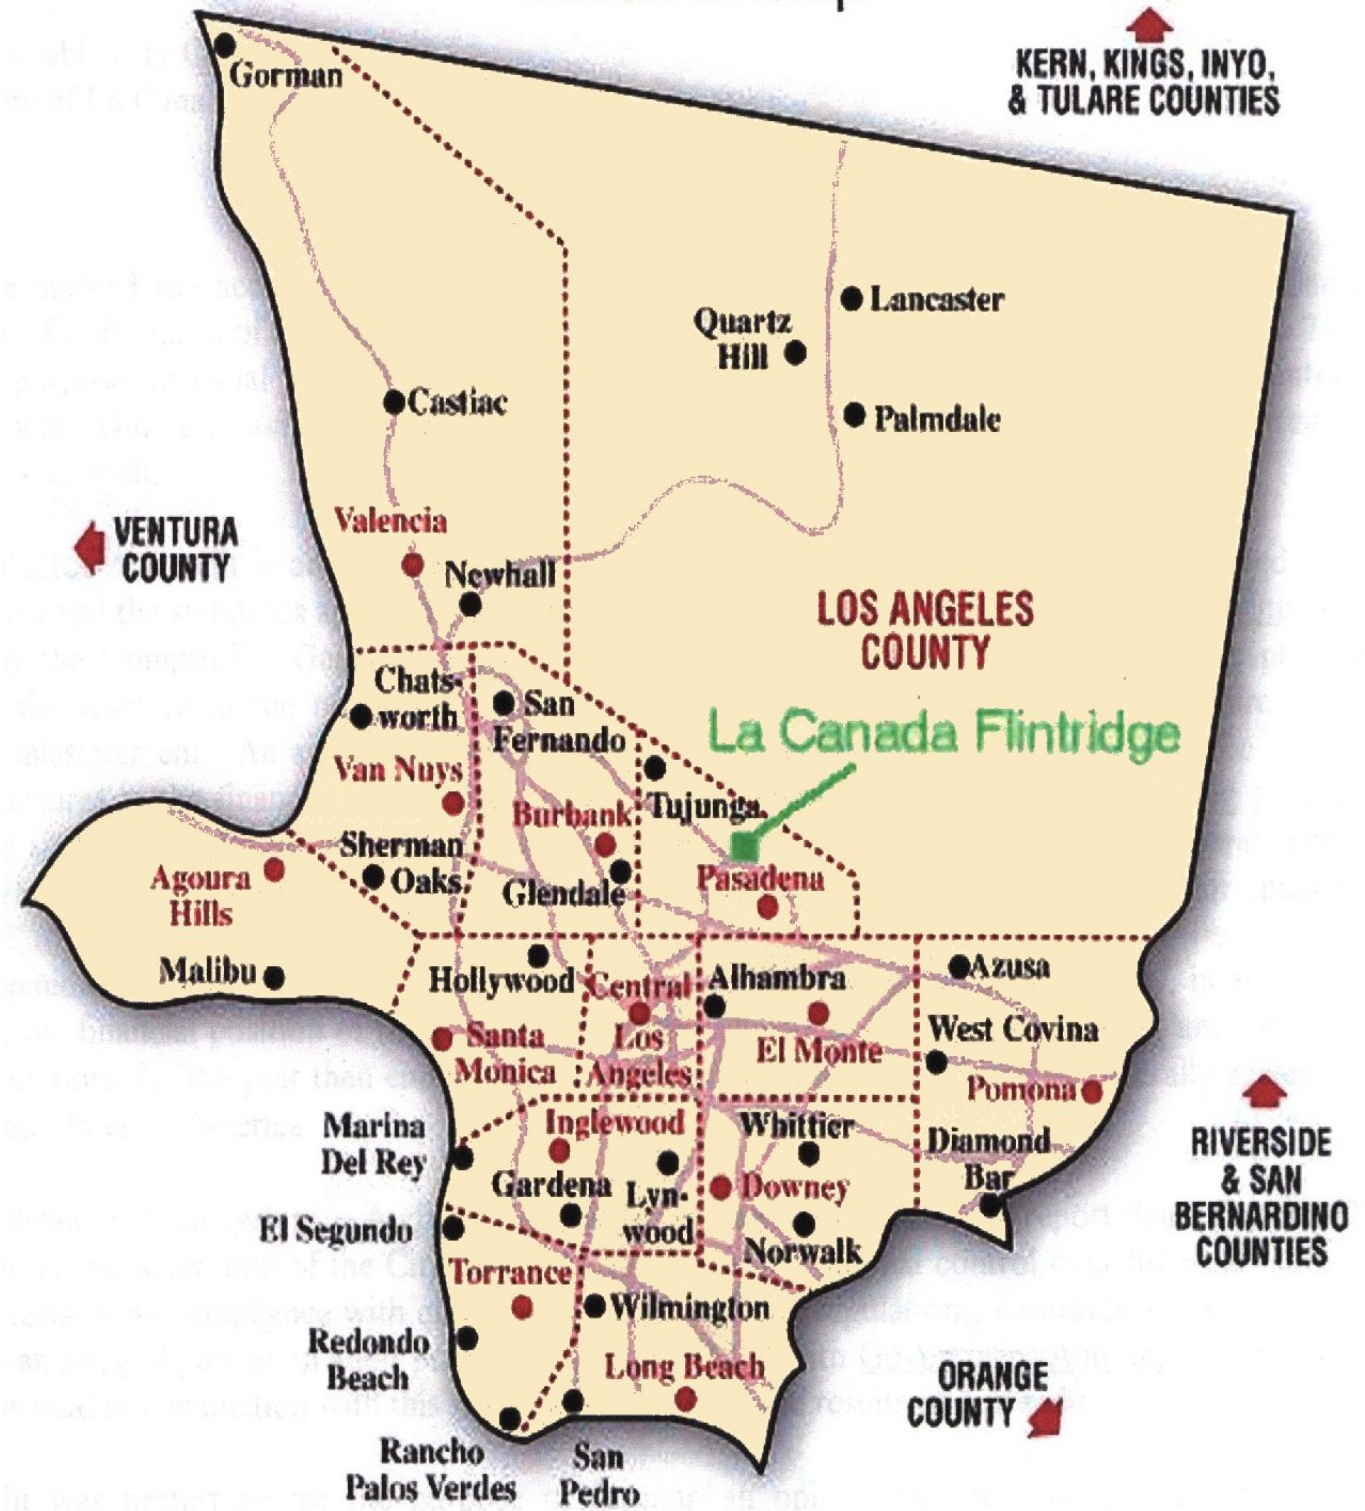 KERN, KINGS, INYO,
& TULARE COUNTIES
Gorman
Lancaster
Quartz
Hill
Castiac
Palmdale
Valencia
VENTURA
COUNTY
Newhall
LOS ANGELES
COUNTY
Chats-
worth
San
Fernando
La Canada Flintridge
Van Nuys
Tujunga
Burbank
Sherman
Oaks
Glendale
Pasadena
Agoura
Hills
Malibu
Hollywood
Central
Los
Angeles
Alhambra
Azusa
Santa
Monica
El Monte
West Covina
Pomona
Marina
Del Rey
Inglewood
Whittier
Diamond
Bar
RIVERSIDE
& SAN
BERNARDINO
COUNTIES
Gardena
Lyn-
wood
Downey
El Segundo
Norwalk
Torrance
Wilmington
Redondo
Beach
Long Beach
ORANGE
COUNTY
Rancho
Palos Verdes
San
Pedro